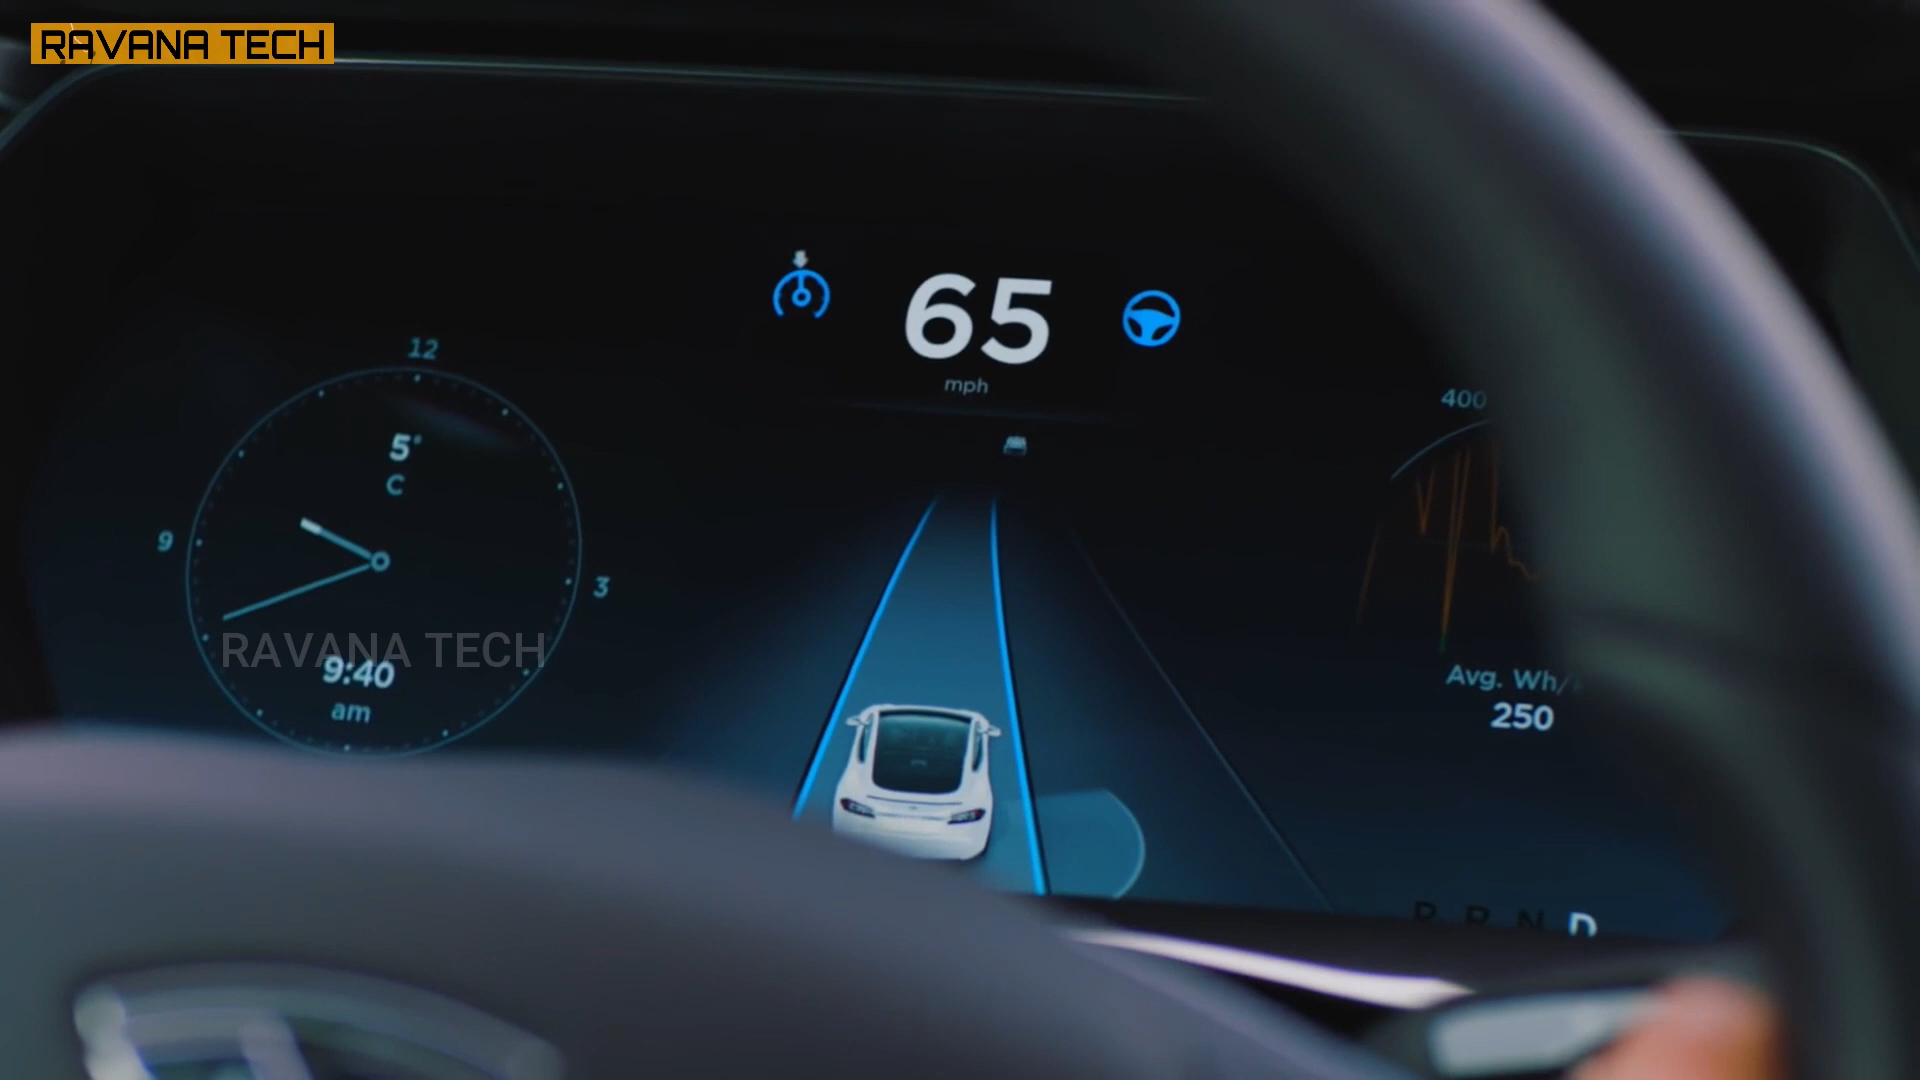 RAVANA TECH
65
mph
12
5°
C
9
3
RAVANA TECH
9:40
am
400
Avg. Wh/
250
P R N D